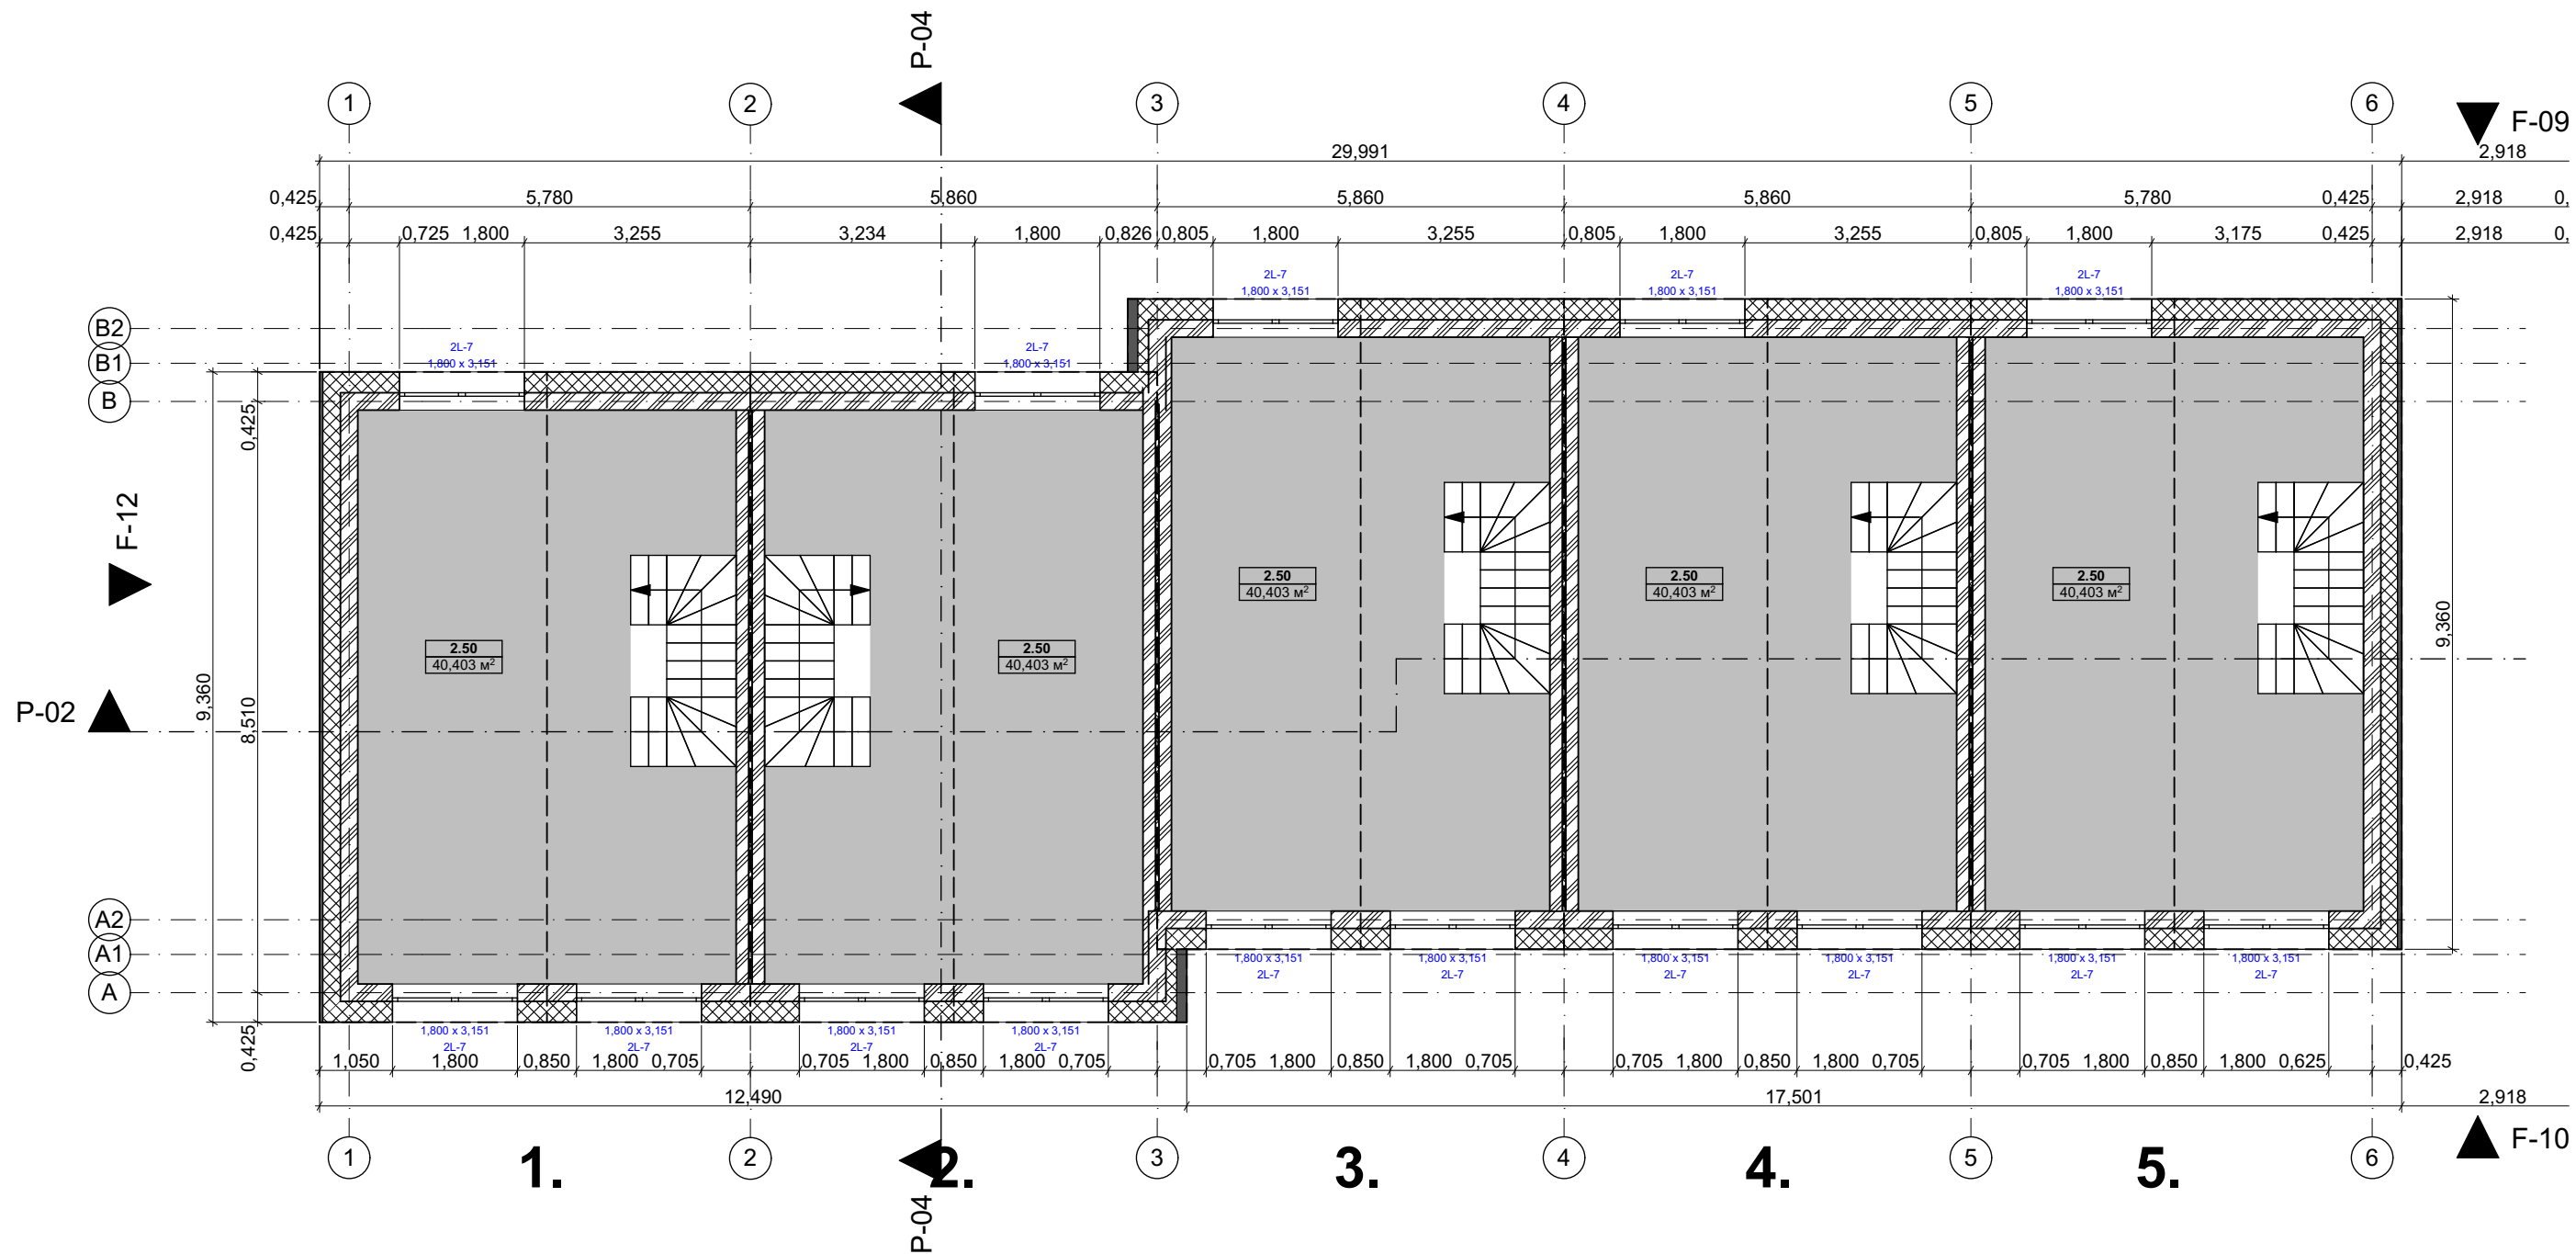 P-04
1 2 3 4 5 6 F-09
29,991 2,918
0,425 5,780 5,860 5,860 5,860 5,780 0,425 2,918 0,
0,425 0,725 1,800 3,255 3,234 1,800 0,826 0,805 1,800 3,255 0,805 1,800 3,255 0,805 1,800 3,175 0,425 2,918 0,
2L-7 2L-7 2L-7
1,800 x 3,151 1,800 x 3,151 1,800 x 3,151
B2
2L-7 2L-7
B1 1,800 x 3,151 1,800 x 3,151
B
0,425
F-12
2.50 2.50 2.50
40,403 м² 40,403 м² 40,403 м²
9,360
2.50 2.50
40,403 м² 40,403 м²
9,360
8,510
P-02
A2
A1 1,800 x 3,151 1,800 x 3,151 1,800 x 3,151 1,800 x 3,151 1,800 x 3,151 1,800 x 3,151
2L-7 2L-7 2L-7 2L-7 2L-7 2L-7
A
1,800 x 3,151 1,800 x 3,151 1,800 x 3,151 1,800 x 3,151
2L-7 2L-7 2L-7 2L-7
0,425
1,050 1,800 0,850 1,800 0,705 0,705 1,800 0,850 1,800 0,705 0,705 1,800 0,850 1,800 0,705 0,705 1,800 0,850 1,800 0,705 0,705 1,800 0,850 1,800 0,625 0,425
12,490 17,501 2,918
1 2 3 4 5 6 F-10
1. 2. 3. 4. 5.
P-04